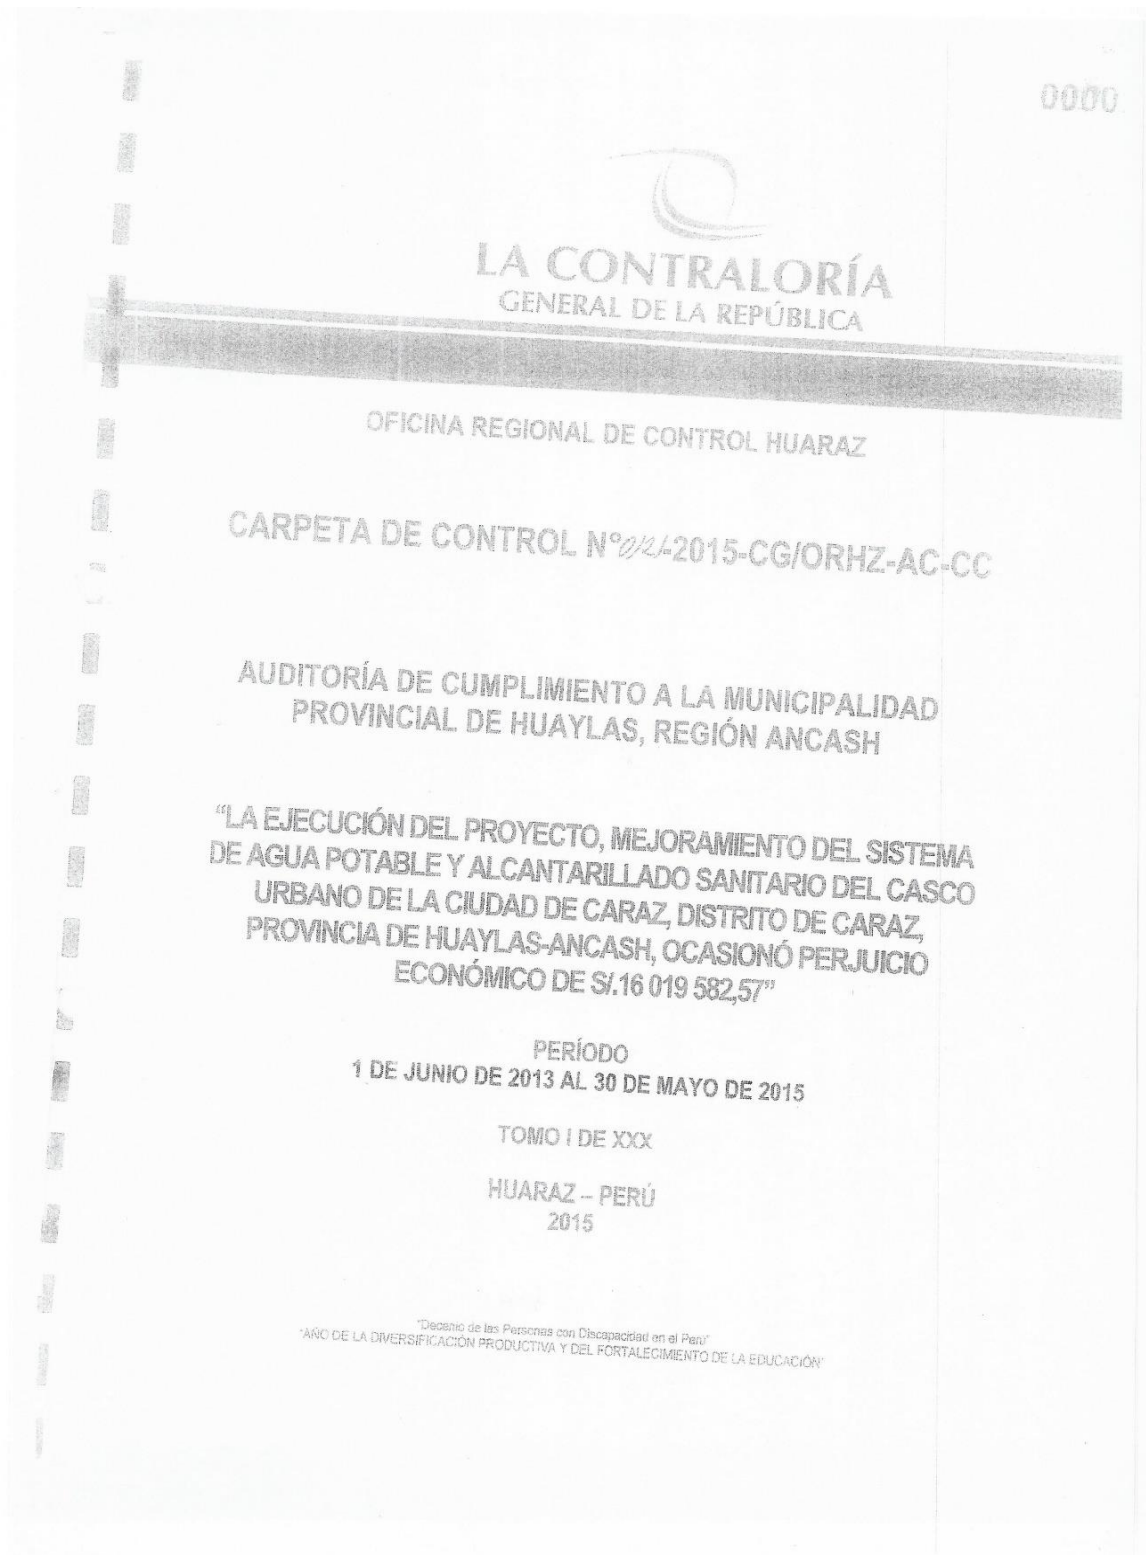 0000
LA CONTRALORÍA
GENERAL DE LA REPÚBLICA
OFICINA REGIONAL DE CONTROL HUARAZ
CARPETA DE CONTROL N° -2015-CG/ORHZ-AC-CC
AUDITORÍA DE CUMPLIMIENTO A LA MUNICIPALIDAD
PROVINCIAL DE HUAYLAS, REGIÓN ANCASH
"LA EJECUCIÓN DEL PROYECTO, MEJORAMIENTO DEL SISTEMA
DE AGUA POTABLE Y ALCANTARILLADO SANITARIO DEL CASCO
URBANO DE LA CIUDAD DE CARAZ, DISTRITO DE CARAZ,
PROVINCIA DE HUAYLAS-ANCASH, OCASIONÓ PERJUICIO
ECONÓMICO DE S/.16 019 582,57"
PERÍODO
1 DE JUNIO DE 2013 AL 30 DE MAYO DE 2015
TOMO I DE XXX
HUARAZ – PERÚ
2015
"Decenio de las Personas con Discapacidad en el Perú"
"AÑO DE LA DIVERSIFICACIÓN PRODUCTIVA Y DEL FORTALECIMIENTO DE LA EDUCACIÓN"